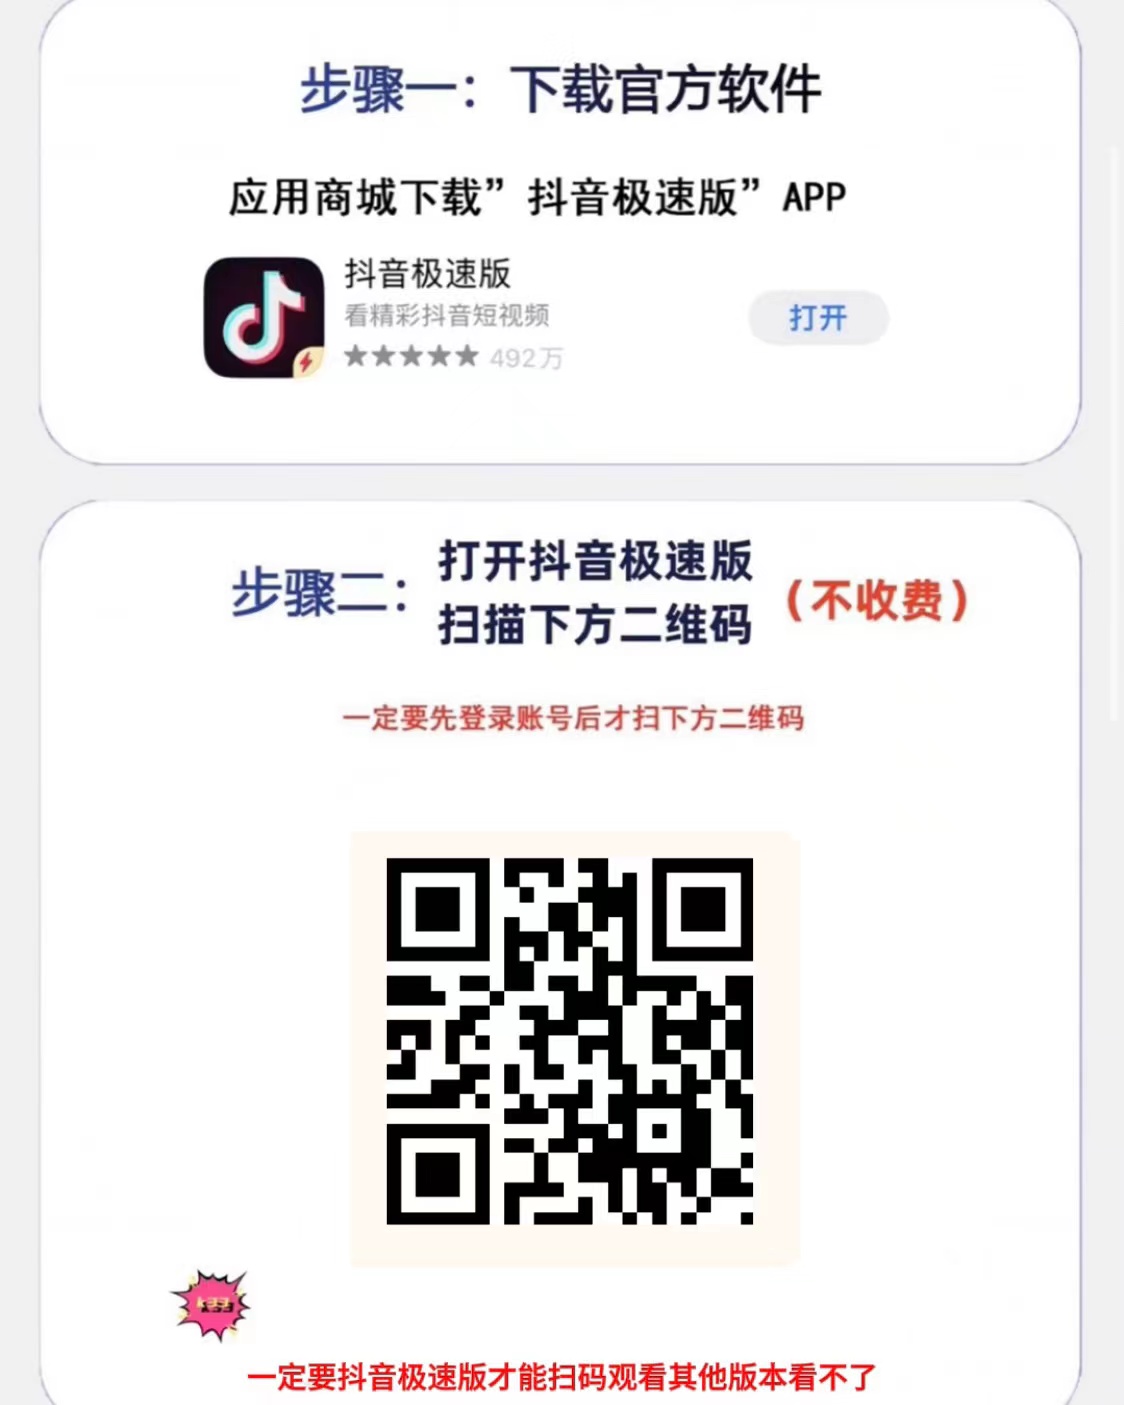 步骤一：下载官方软件
应用商城下载”抖音极速版”APP
抖音极速版
看精彩抖音短视频
★★★★★ 492万
打开
步骤二：
打开抖音极速版
扫描下方二维码
（不收费）
一定要先登录账号后才扫下方二维码
一定要抖音极速版才能扫码观看其他版本看不了